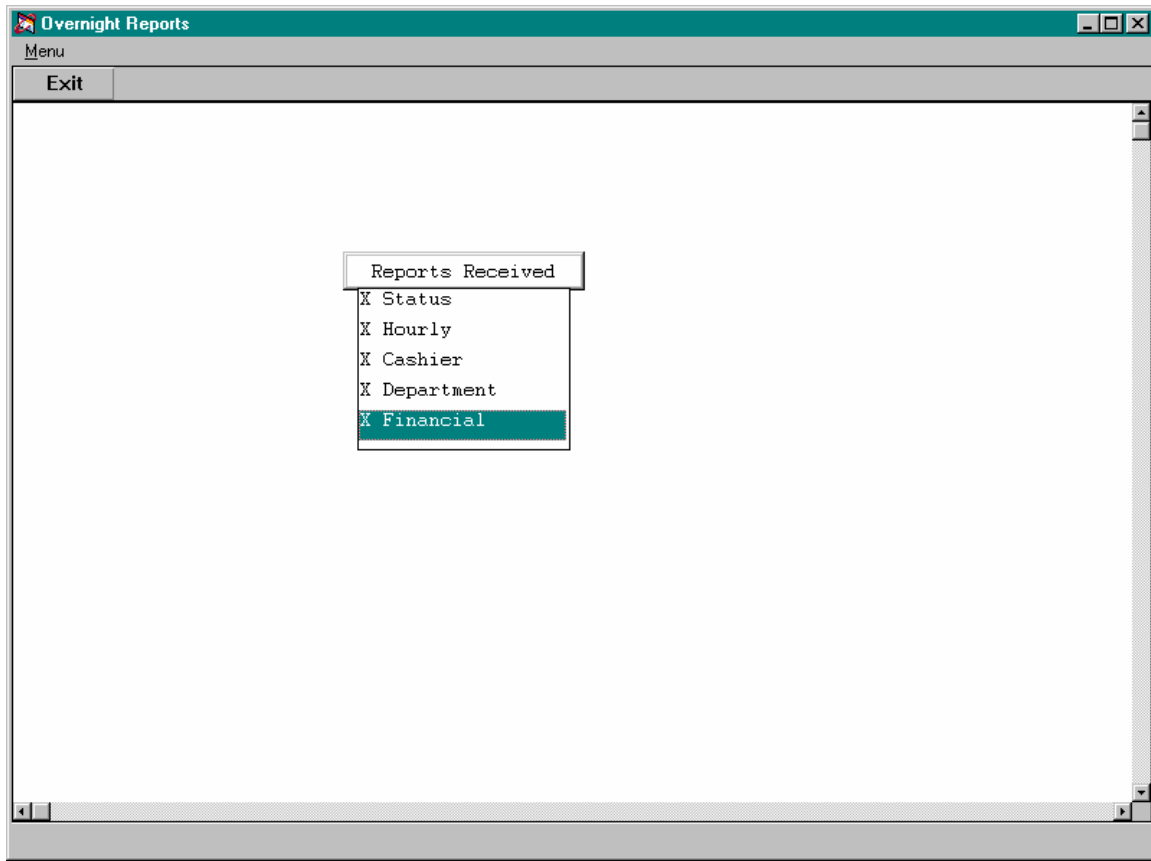 Overnight Reports
Menu
Exit
Reports Received
X Status
X Hourly
X Cashier
X Department
X Financial